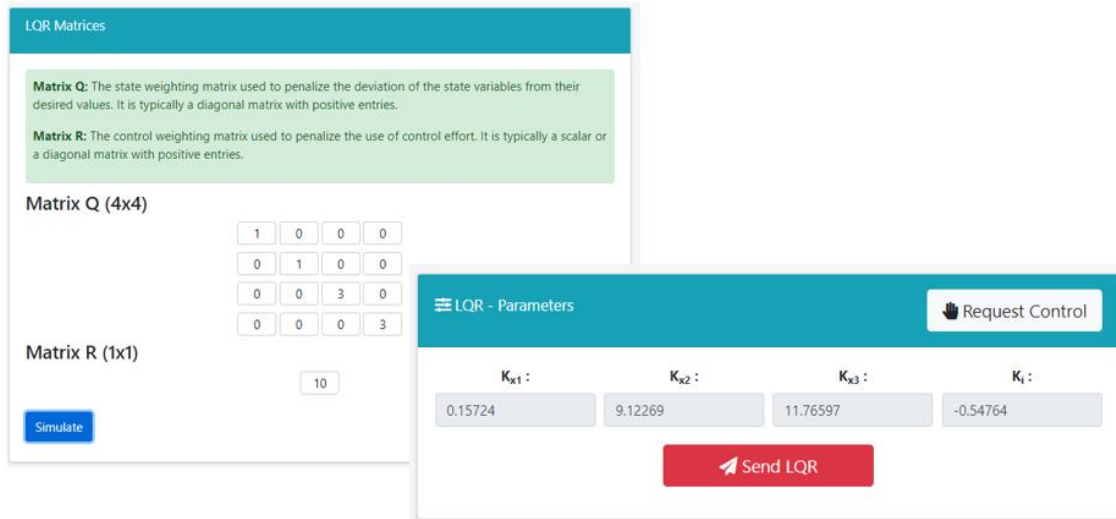 LQR Matrices
Matrix Q: The state weighting matrix used to penalize the deviation of the state variables from their
desired values. It is typically a diagonal matrix with positive entries.
Matrix R: The control weighting matrix used to penalize the use of control effort. It is typically a scalar or
a diagonal matrix with positive entries.
Matrix Q (4x4)
1 0 0 0
0 1 0 0
0 0 3 0
0 0 0 3
Matrix R (1x1)
10
Simulate
LQR - Parameters
Request Control
Kx1 : Kx2 : Kx3 : Ki :
0.15724 9.12269 11.76597 -0.54764
Send LQR